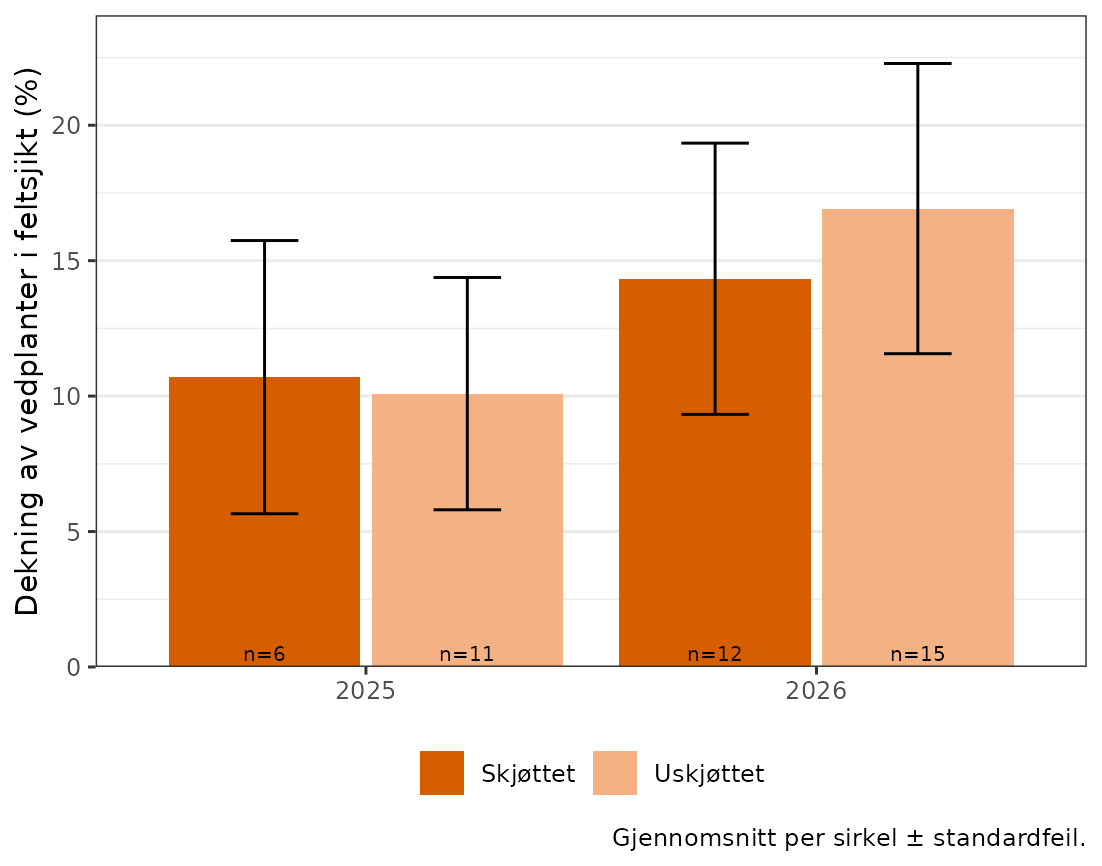 Dekning av vedplanter i feltsjikt (%)
20
15
10
5
0
n=6
n=11
n=12
n=15
2025
2026
Skjøttet
Uskjøttet
Gjennomsnitt per sirkel ± standardfeil.